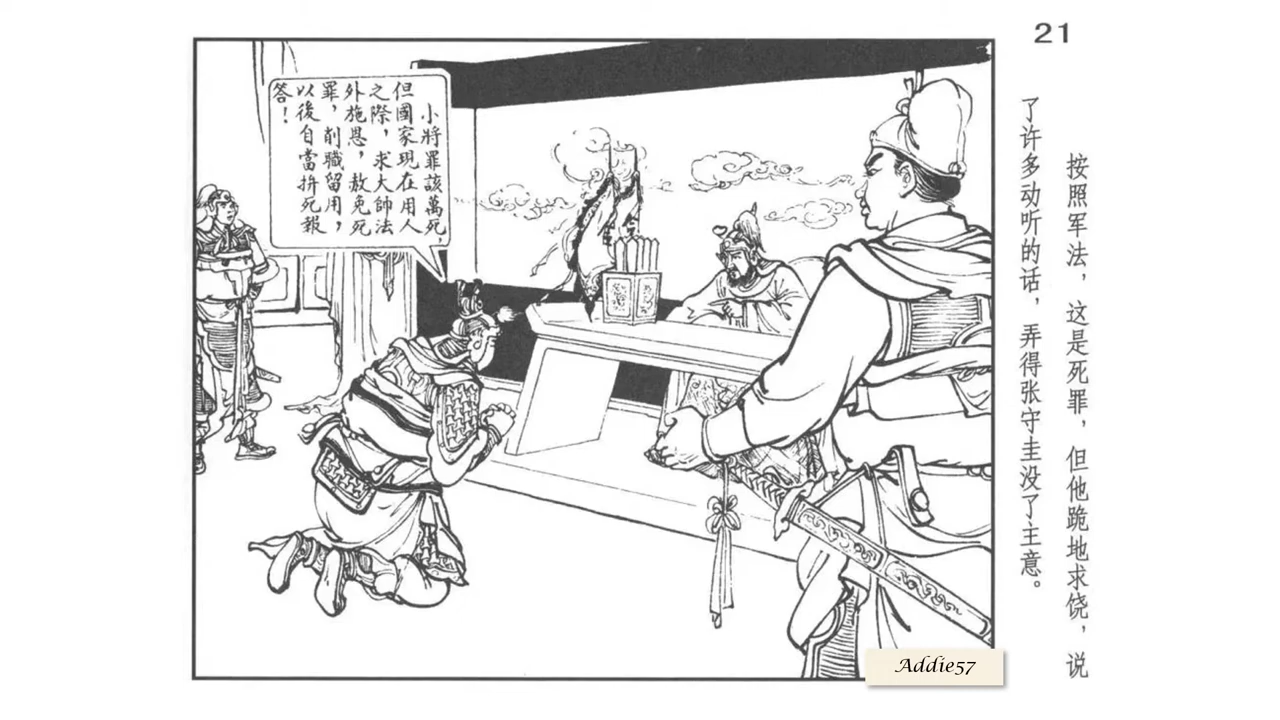 21
按照军法，这是死罪，但他跪地求饶，说
了许多动听的话，弄得张守圭没了主意。
小將罪該萬死，
但國家現在用人
之際，求大帥法
外施恩，赦免死
罪，削職留用；
以後自當拚死報
答！
Addie57